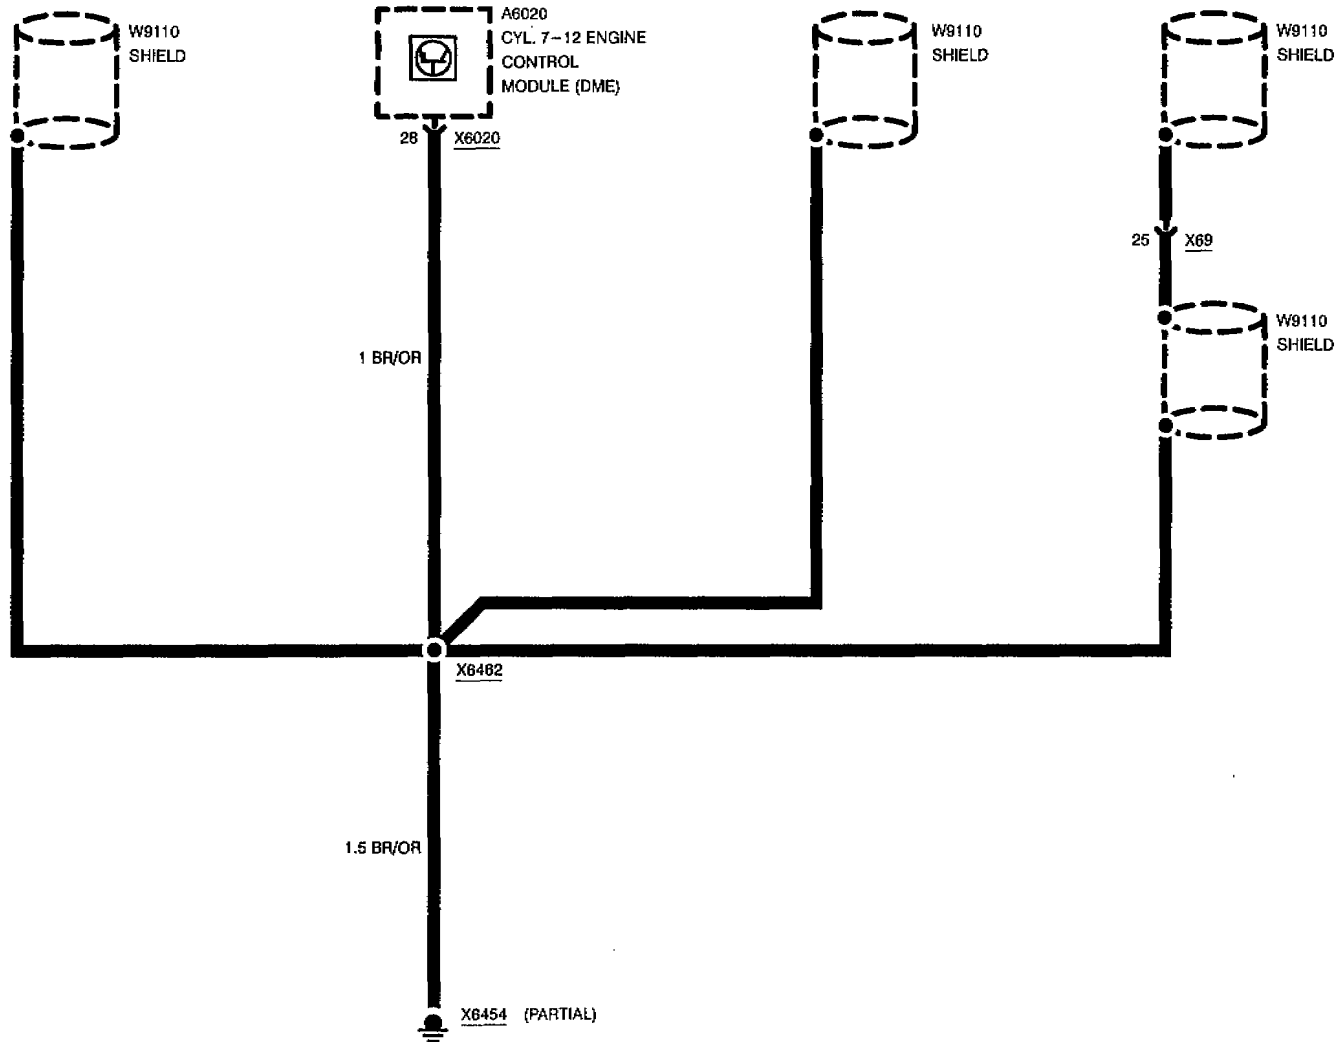 W9110
SHIELD
A6020
CYL. 7-12 ENGINE
CONTROL
MODULE (DME)
W9110
SHIELD
W9110
SHIELD
28 X6020
25 X69
W9110
SHIELD
1 BR/OR
X6462
1.5 BR/OR
X6454 (PARTIAL)